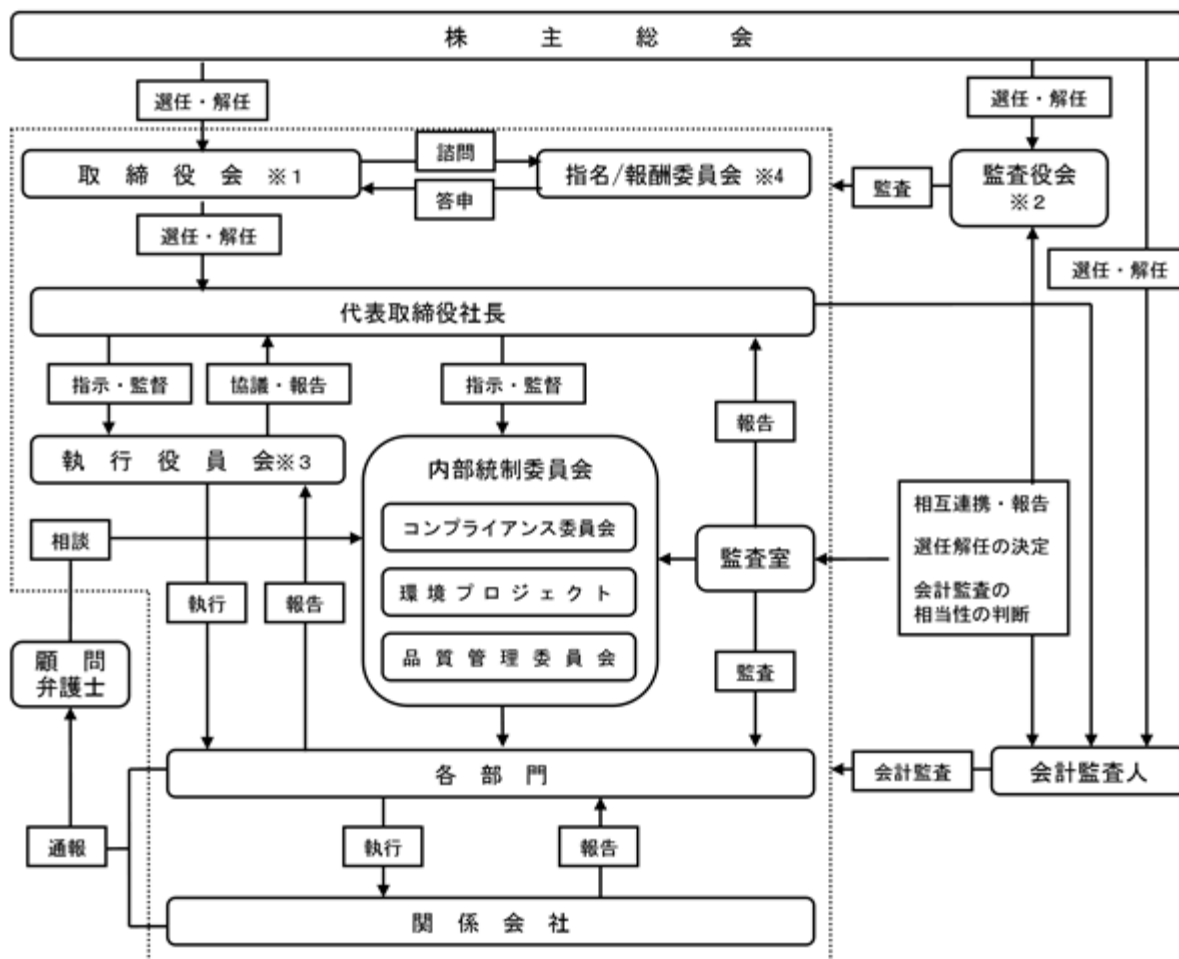 株主総会
選任・解任
選任・解任
取締役会 ※1
諮問
答申
指名/報酬委員会 ※4
監査
監査役会
※2
選任・解任
選任・解任
代表取締役社長
指示・監督
協議・報告
指示・監督
報告
執行役員会※3
内部統制委員会
コンプライアンス委員会
環境プロジェクト
品質管理委員会
相談
監査室
相互連携・報告
選任解任の決定
会計監査の
相当性の判断
執行
報告
顧問
弁護士
監査
各部門
会計監査
会計監査人
通報
執行
報告
関係会社